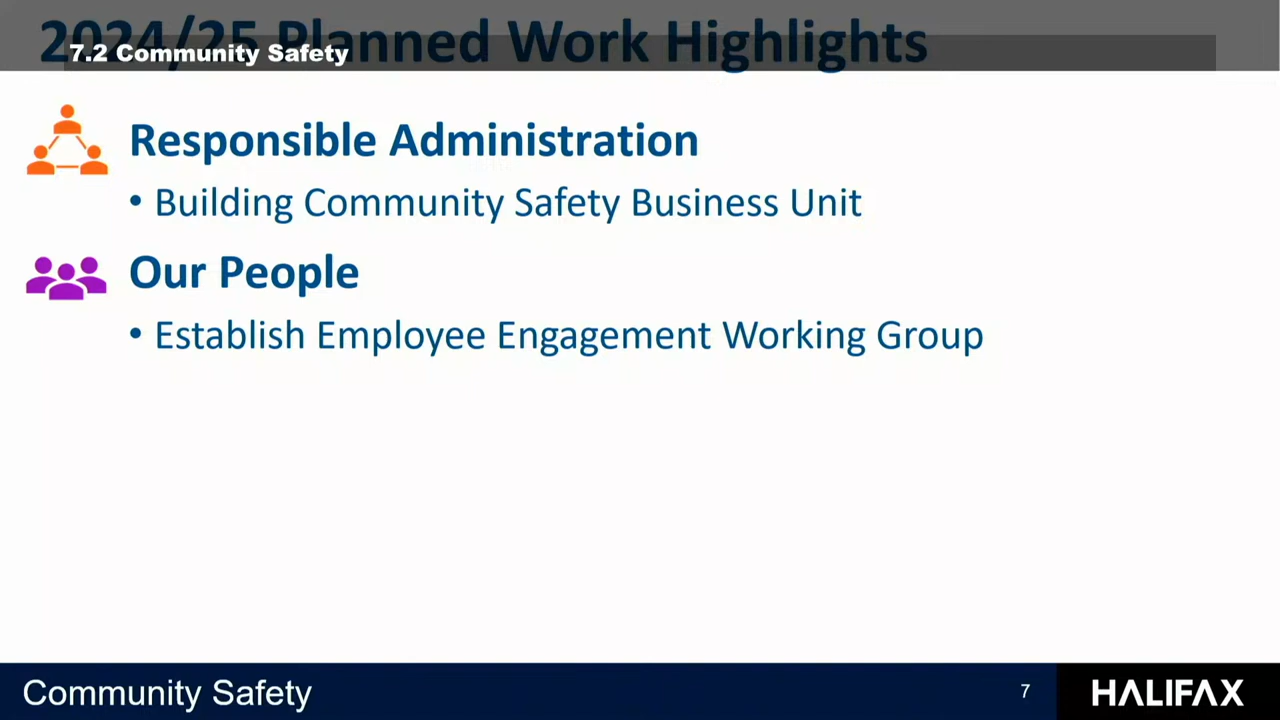 2024/25 Planned Work Highlights
7.2 Community Safety
Responsible Administration
• Building Community Safety Business Unit
Our People
• Establish Employee Engagement Working Group
Community Safety
7
HALIFAX